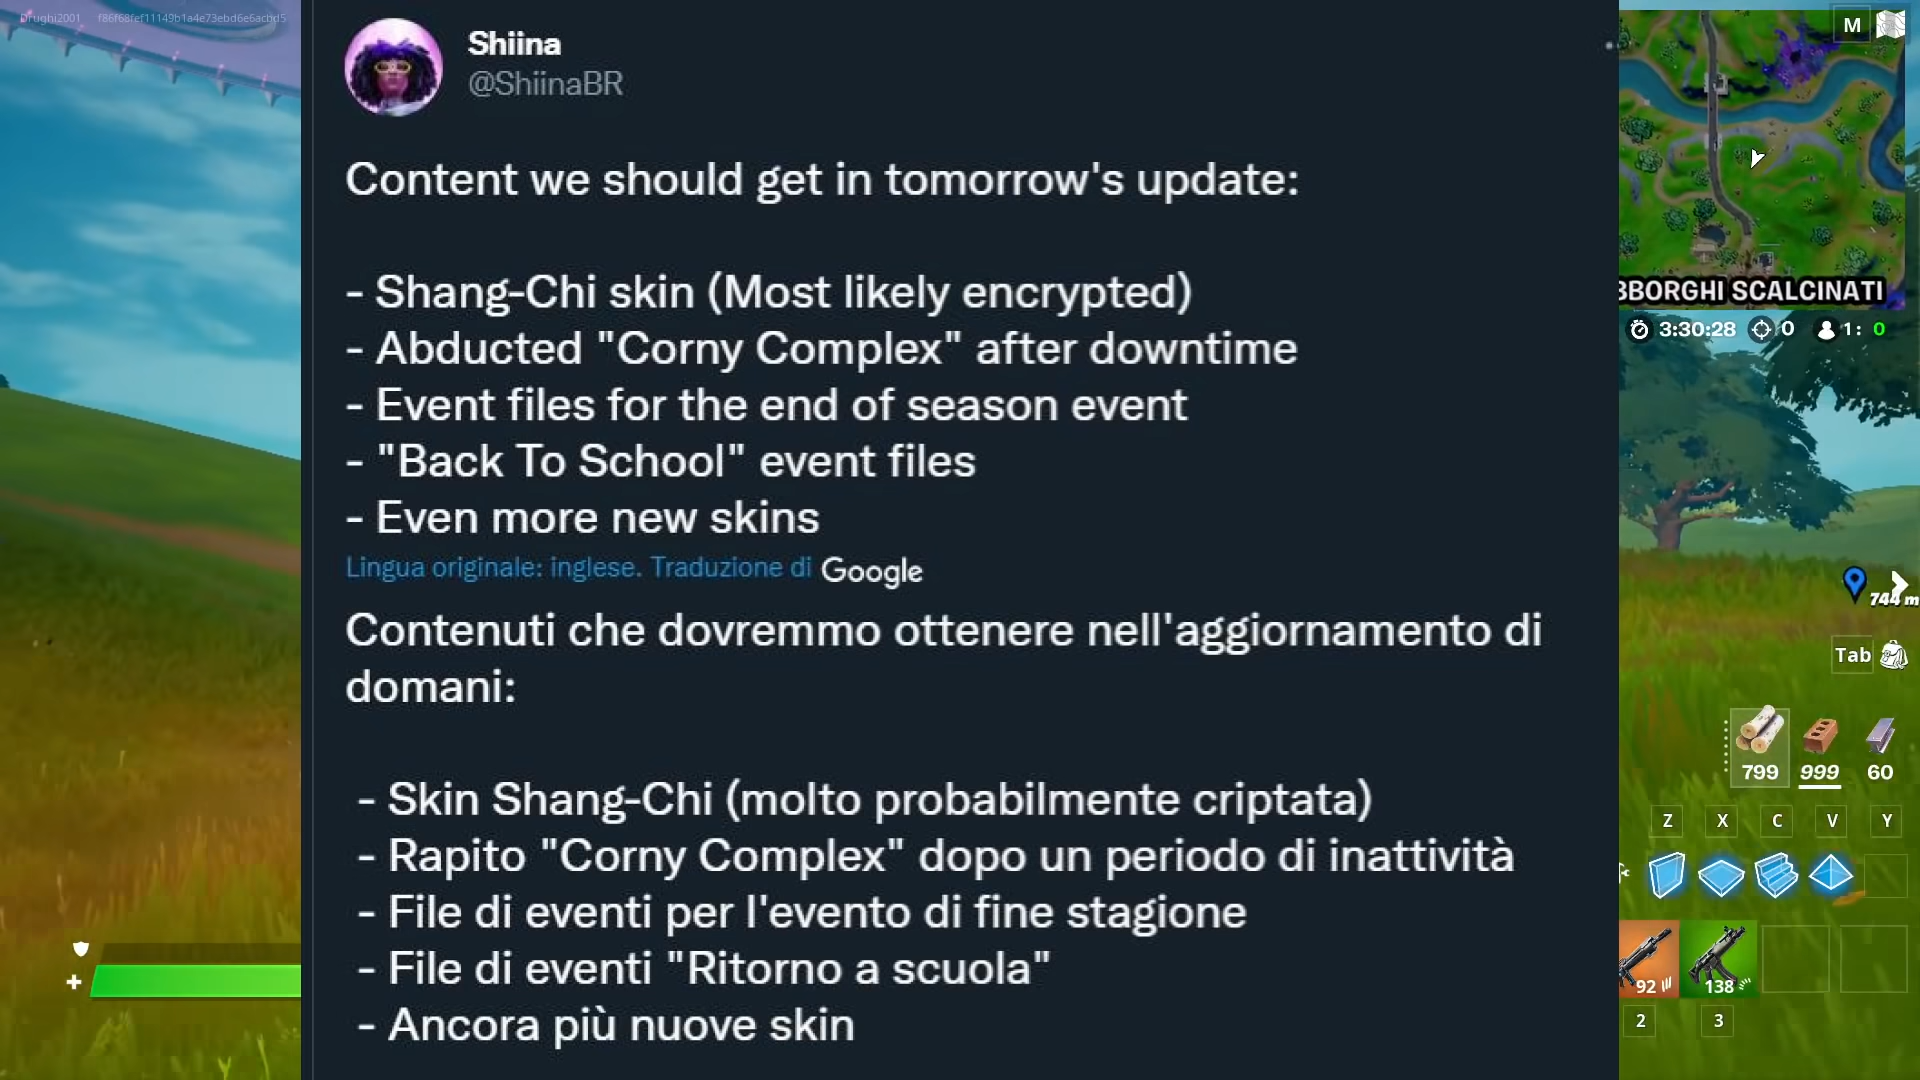 Drughi2001 f86f68fef11149b1a4e73ebd6e6acbd5
Shiina
@ShiinaBR
Content we should get in tomorrow's update:
- Shang-Chi skin (Most likely encrypted)
- Abducted "Corny Complex" after downtime
- Event files for the end of season event
- "Back To School" event files
- Even more new skins
Lingua originale: inglese. Traduzione di Google
Contenuti che dovremmo ottenere nell'aggiornamento di
domani:
- Skin Shang-Chi (molto probabilmente criptata)
- Rapito "Corny Complex" dopo un periodo di inattività
- File di eventi per l'evento di fine stagione
- File di eventi "Ritorno a scuola"
- Ancora più nuove skin
M
BBORGHI SCALCINATI
3:30:28 0 1: 0
744 m
Tab
799 999 60
Z X C V Y
92 138
2 3